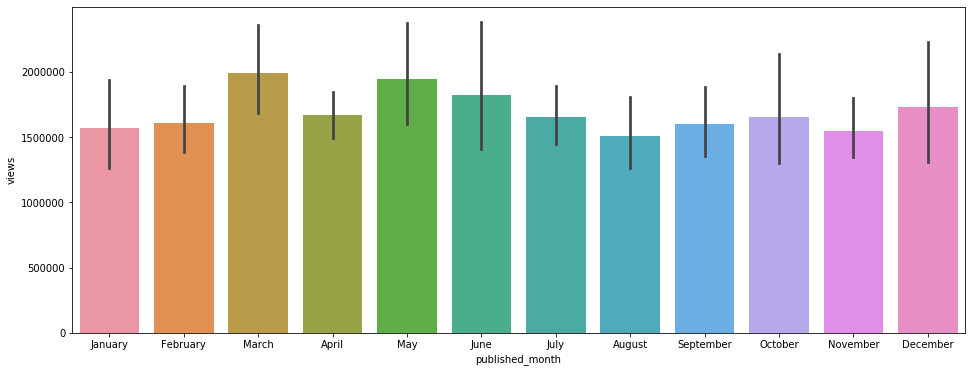 views
2000000
1500000
1000000
500000
0
January February March April May June July August September October November December
published_month